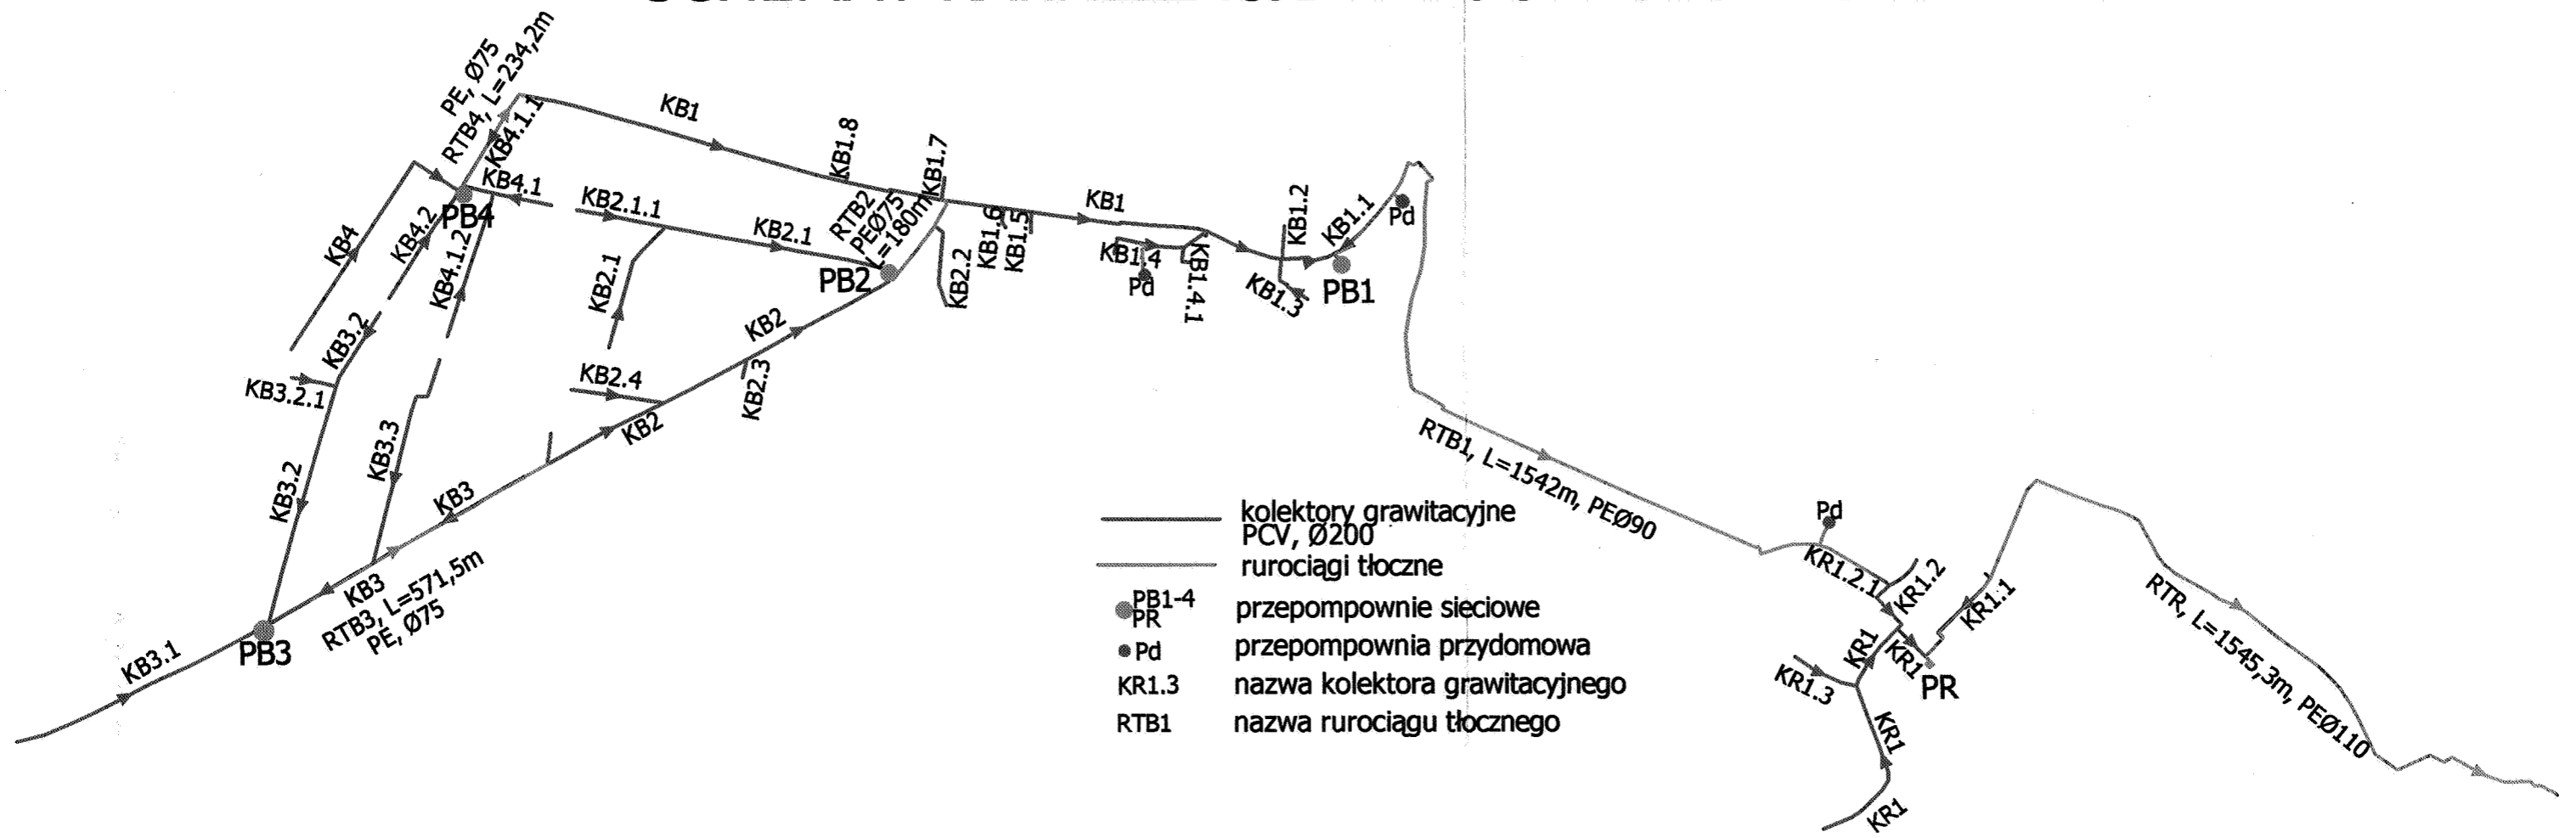 PE, Ø75
RTB4, L=234,2m
KB4.1.1
KB1
KB1.8
KB1.7
KB4.1
PB4
KB4
KB4.2
KB4.1.2
KB2.1.1
KB2.1
KB2.1
RTB2
PEØ75
L=180m
PB2
KB2.2
KB1.6
KB1.5
KB1
KB1.4
Pd
KB1.4.1
KB1.2
KB1.3
KB1.1
PB1
Pd
KB3.2
KB3.2.1
KB2
KB2.4
KB2.3
KB2
KB3.3
KB3.2
KB3
KB3
RTB3, L=571,5m
PE, Ø75
PB3
KB3.1
RTB1, L=1542m, PEØ90
kolektory grawitacyjne
PCV, Ø200
rurociągi tłoczne
PB1-4
PR
przepompownie sieciowe
Pd
przepompownia przydomowa
KR1.3
nazwa kolektora grawitacyjnego
RTB1
nazwa rurociągu tłocznego
Pd
KR1.2.1
KR1.2
KR1.1
KR1
KR1
PR
KR1.3
KR1
KR1
RTR, L=1545,3m, PEØ110